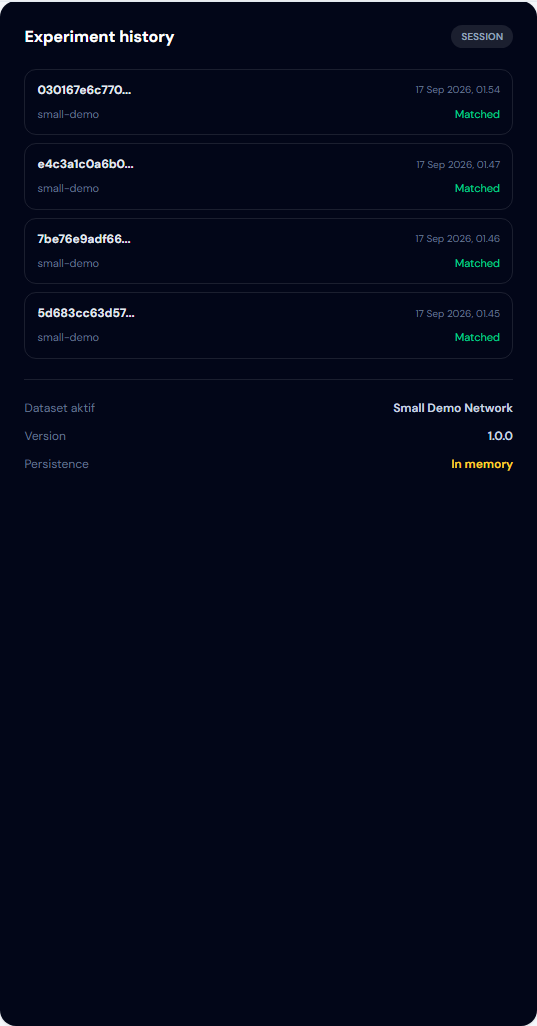 Experiment history
SESSION
030167e6c770...
17 Sep 2026, 01.54
small-demo
Matched
e4c3a1c0a6b0...
17 Sep 2026, 01.47
small-demo
Matched
7be76e9adf66...
17 Sep 2026, 01.46
small-demo
Matched
5d683cc63d57...
17 Sep 2026, 01.45
small-demo
Matched
Dataset aktif
Small Demo Network
Version
1.0.0
Persistence
In memory